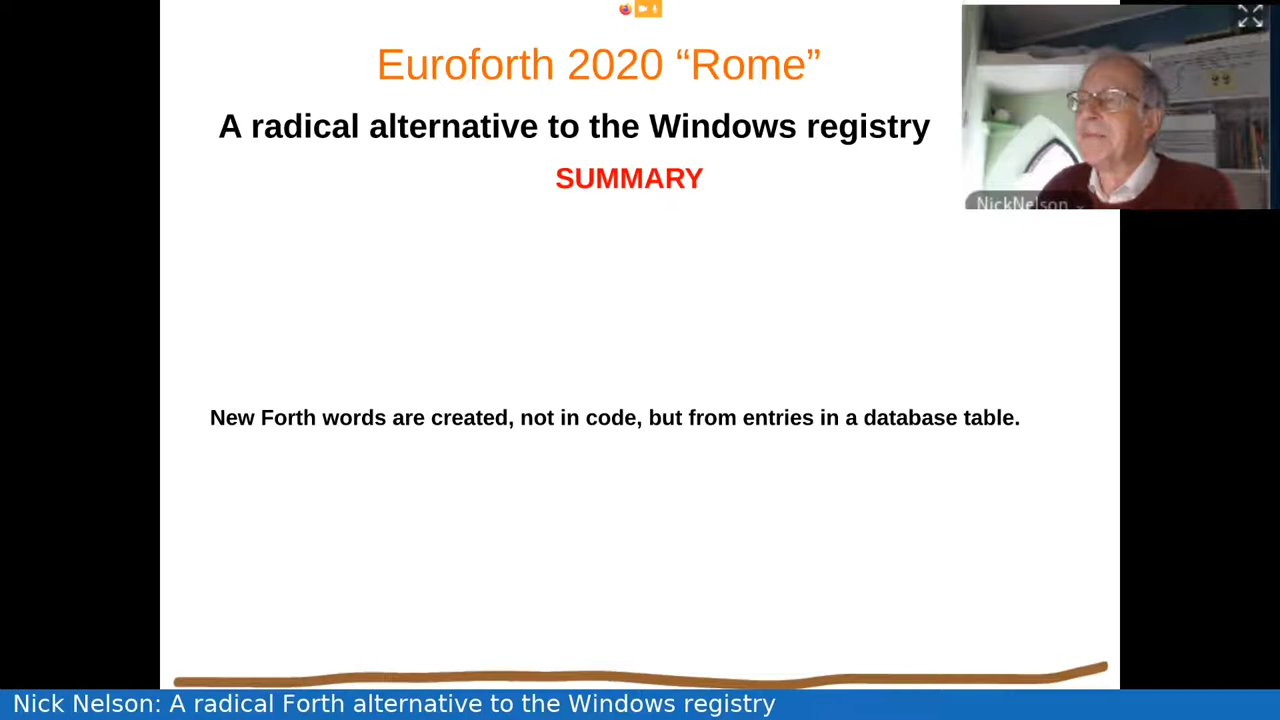 Euroforth 2020 “Rome”
A radical alternative to the Windows registry
SUMMARY
NickNelson
New Forth words are created, not in code, but from entries in a database table.
Nick Nelson: A radical Forth alternative to the Windows registry